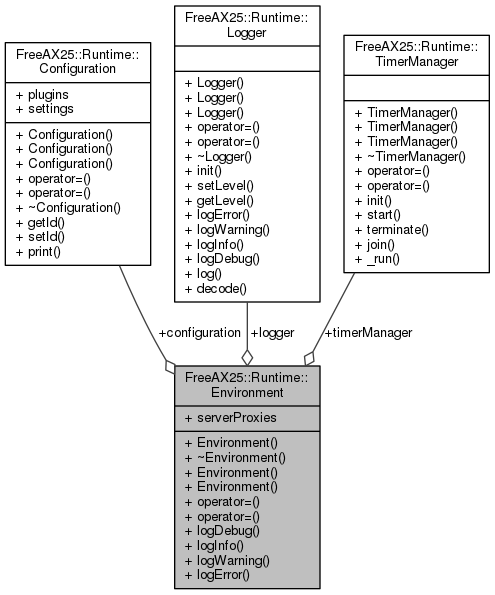 FreeAX25::Runtime::
Configuration
+ plugins
+ settings
+ Configuration()
+ Configuration()
+ Configuration()
+ operator=()
+ operator=()
+ ~Configuration()
+ getId()
+ setId()
+ print()
FreeAX25::Runtime::
Logger
+ Logger()
+ Logger()
+ Logger()
+ operator=()
+ operator=()
+ ~Logger()
+ init()
+ setLevel()
+ getLevel()
+ logError()
+ logWarning()
+ logInfo()
+ logDebug()
+ log()
+ decode()
FreeAX25::Runtime::
TimerManager
+ TimerManager()
+ TimerManager()
+ TimerManager()
+ ~TimerManager()
+ operator=()
+ operator=()
+ init()
+ start()
+ terminate()
+ join()
+ _run()
+configuration
+logger
+timerManager
FreeAX25::Runtime::
Environment
+ serverProxies
+ Environment()
+ ~Environment()
+ Environment()
+ Environment()
+ operator=()
+ operator=()
+ logDebug()
+ logInfo()
+ logWarning()
+ logError()